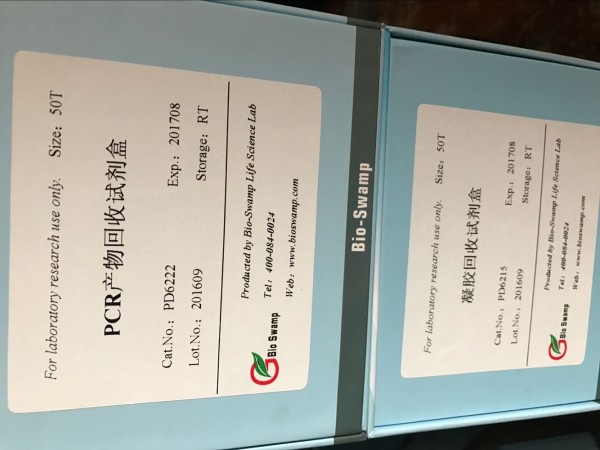 For laboratory research use only. Size: 50T
PCR产物回收试剂盒
Cat.No.: PD6222 Exp.: 201708
Lot.No.: 201609 Storage: RT
Producted by Bio-Swamp Life Science Lab
Tel: 400-084-0024
Web: www.bioswamp.com
Bio Swamp
Bio-Swamp
For laboratory research use only. Size: 50T
凝胶回收试剂盒
Cat.No.: PD6215 Exp.: 201708
Lot.No.: 201609 Storage: RT
Producted by Bio-Swamp Life Science Lab
Tel: 400-084-0024
Web: www.bioswamp.com
Bio Swamp